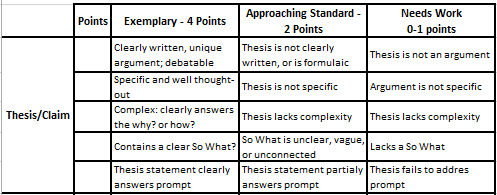 Points Exemplary - 4 Points Approaching Standard - 2 Points Needs Work 0-1 points
Thesis/Claim
Clearly written, unique argument; debatable
Thesis is not clearly written, or is formulaic
Thesis is not an argument
Specific and well thought-out
Thesis is not specific
Argument is not specific
Complex: clearly answers the why? or how?
Thesis lacks complexity
Thesis lacks complexity
Contains a clear So What?
So What is unclear, vague, or unconnected
Lacks a So What
Thesis statement clearly answers prompt
Thesis statement partialy answers prompt
Thesis fails to addres prompt